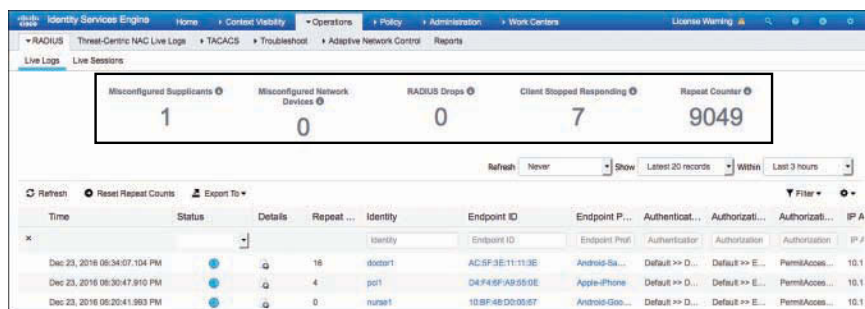 cisco Identity Services Engine Home Context Visibility Operations Policy Administration Work Centers License Warning
RADIUS Threat-Centric NAC Live Logs TACACS Troubleshoot Adaptive Network Control Reports
Live Logs Live Sessions
Misconfigured Supplicants Misconfigured Network Devices RADIUS Drops Client Stopped Responding Repeat Counter
1 0 0 7 9049
Refresh Never Show Latest 20 records Within Last 3 hours
Refresh Reset Repeat Counts Export To Filter
Time Status Details Repeat ... Identity Endpoint ID Endpoint P... Authenticat... Authorizati... Authorizati... IP A
× Identity Endpoint ID Endpoint Profi Authentication Authorization Authorization IP A
Dec 23, 2016 06:34:07.104 PM 16 doctor1 AC:5F:3E:11:11:3E Android-Sa... Default >> D... Default >> E... PermitAcces... 10.1
Dec 23, 2016 06:30:47.910 PM 4 pci1 D4:F4:6F:A9:55:0E Apple-iPhone Default >> D... Default >> E... PermitAcces... 10.1
Dec 23, 2016 06:20:41.993 PM 0 nurse1 10:BF:48:D0:05:67 Android-Goo... Default >> D... Default >> E... PermitAcces... 10.1